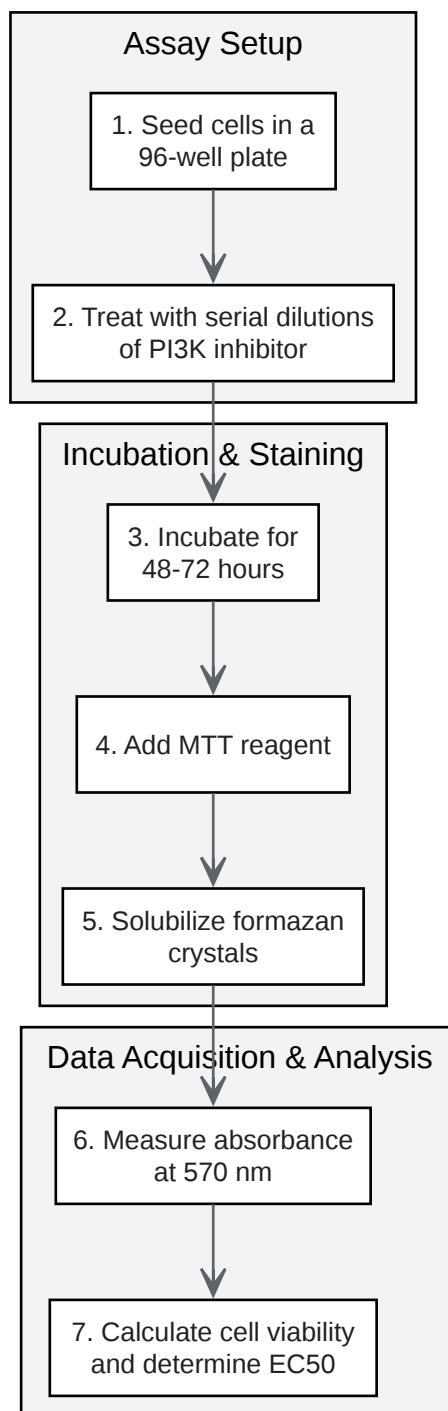 Assay Setup
1. Seed cells in a
96-well plate
2. Treat with serial dilutions
of PI3K inhibitor
Incubation & Staining
3. Incubate for
48-72 hours
4. Add MTT reagent
5. Solubilize formazan
crystals
Data Acquisition & Analysis
6. Measure absorbance
at 570 nm
7. Calculate cell viability
and determine EC50